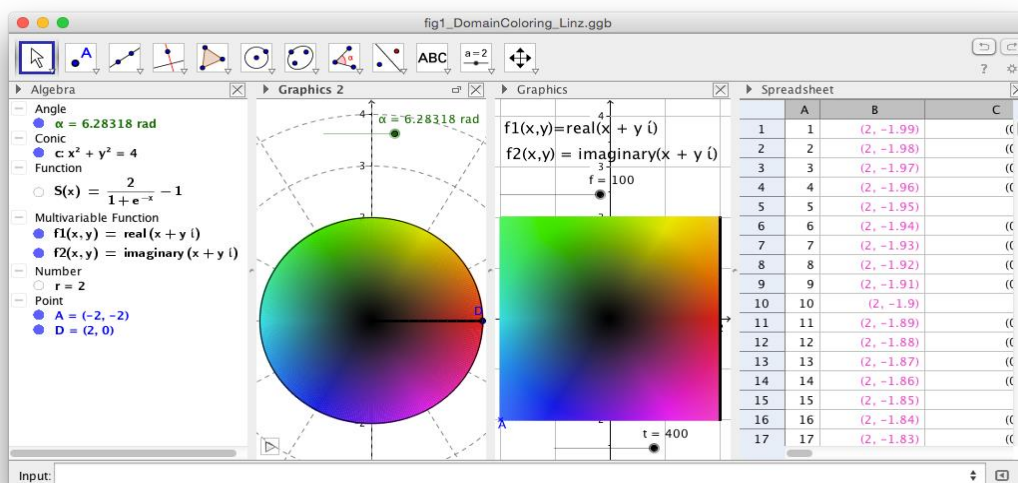 fig1_DomainColoring_Linz.ggb
A
α
ABC
a=2
?
Algebra
Angle
α = 6.28318 rad
Conic
c: x² + y² = 4
Function
S(x) = 2 / 1 + e⁻ˣ − 1
Multivariable Function
f1(x,y) = real (x + y í)
f2(x,y) = imaginary (x + y í)
Number
r = 2
Point
A = (-2, -2)
D = (2, 0)
Graphics 2
α = 6.28318 rad
4
3
2
D
Graphics
4
f1(x,y)=real(x + y í)
f2(x,y) = imaginary(x + y í)
3
f = 100
A
t = 400
Spreadsheet
A B C
1 1 (2, -1.99) ((
2 2 (2, -1.98)
3 3 (2, -1.97) ((
4 4 (2, -1.96) ((
5 5 (2, -1.95)
6 6 (2, -1.94) ((
7 7 (2, -1.93) ((
8 8 (2, -1.92) ((
9 9 (2, -1.91) ((
10 10 (2, -1.9)
11 11 (2, -1.89) ((
12 12 (2, -1.88) ((
13 13 (2, -1.87) ((
14 14 (2, -1.86) ((
15 15 (2, -1.85)
16 16 (2, -1.84) ((
17 17 (2, -1.83) ((
Input: